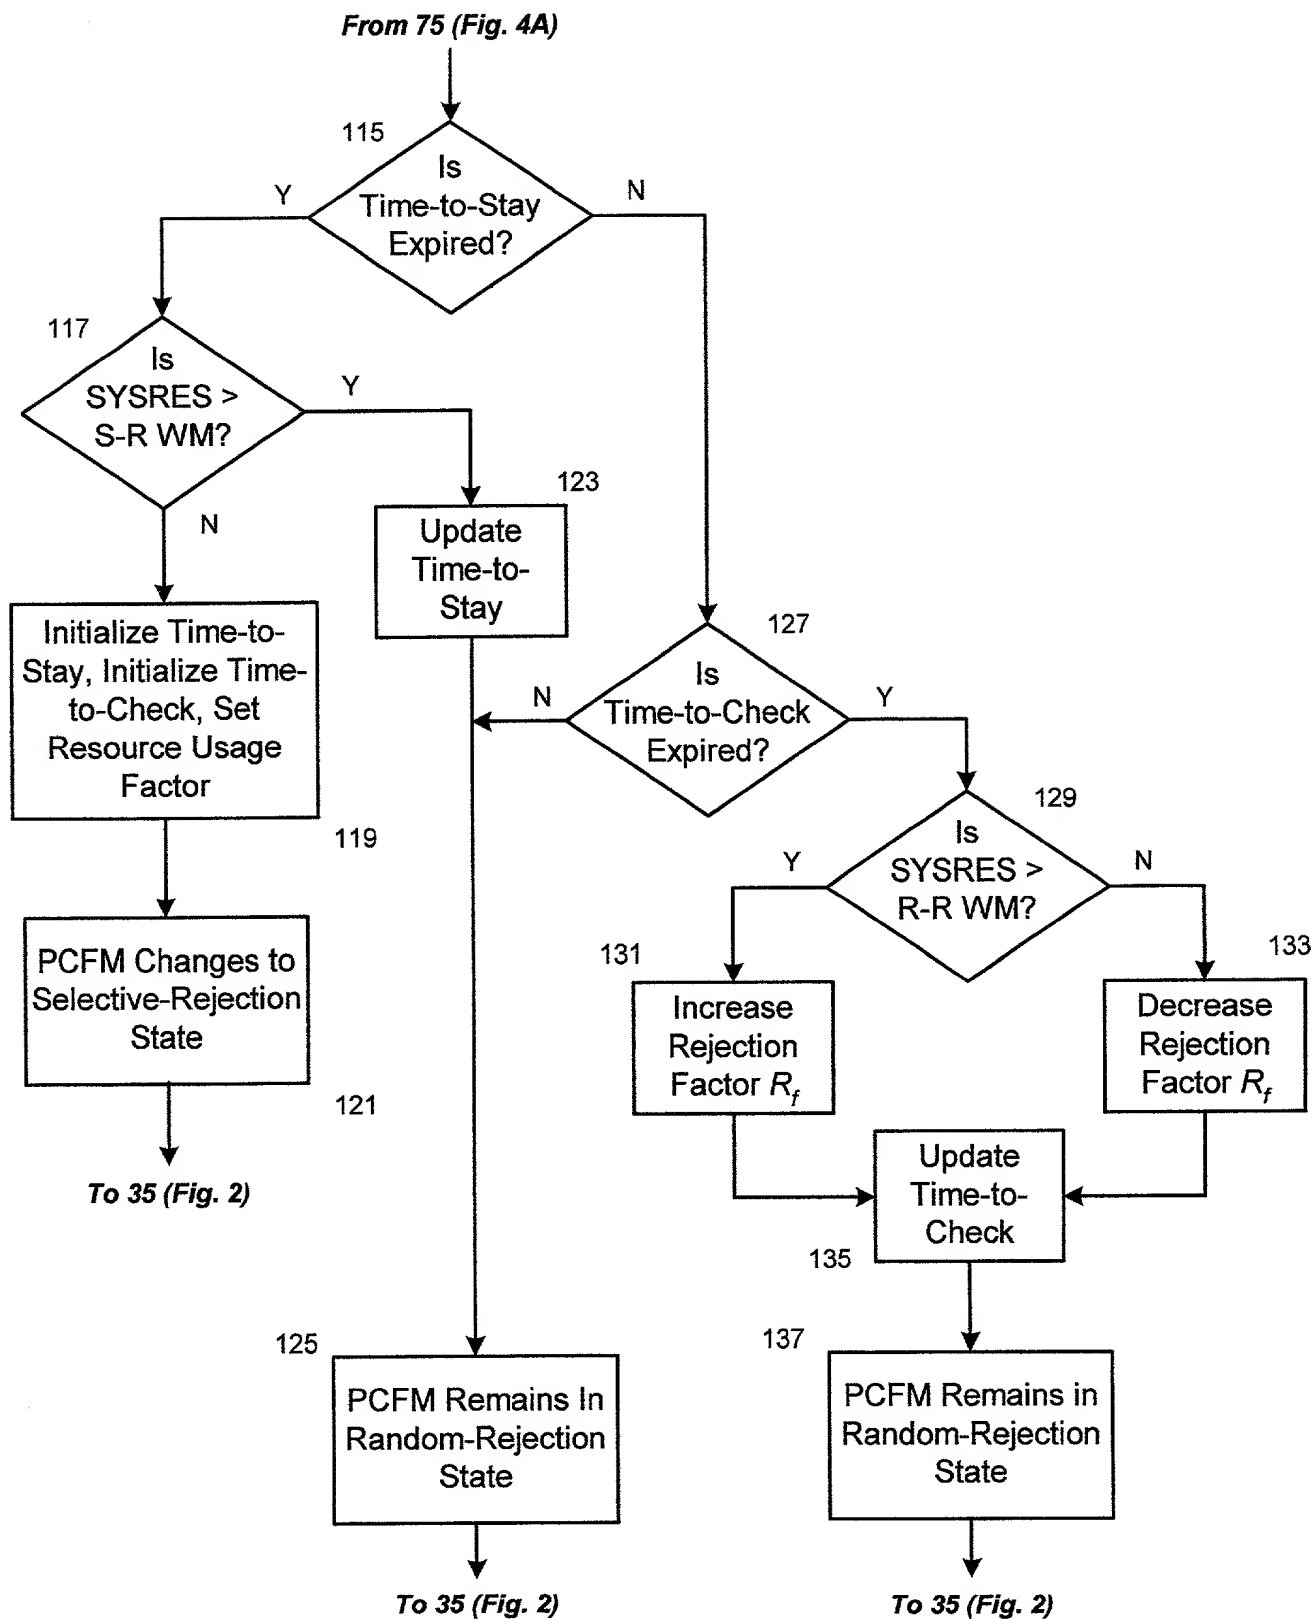 From 75 (Fig. 4A)
115
Is
Time-to-Stay
Expired?
Y
N
117
Is
SYSRES >
S-R WM?
Y
N
123
Update
Time-to-
Stay
Initialize Time-to-
Stay, Initialize Time-
to-Check, Set
Resource Usage
Factor
119
127
Is
Time-to-Check
Expired?
N
Y
129
Is
SYSRES >
R-R WM?
Y
N
PCFM Changes to
Selective-Rejection
State
121
To 35 (Fig. 2)
131
Increase
Rejection
Factor Rf
133
Decrease
Rejection
Factor Rf
Update
Time-to-
Check
135
125
PCFM Remains In
Random-Rejection
State
To 35 (Fig. 2)
137
PCFM Remains in
Random-Rejection
State
To 35 (Fig. 2)